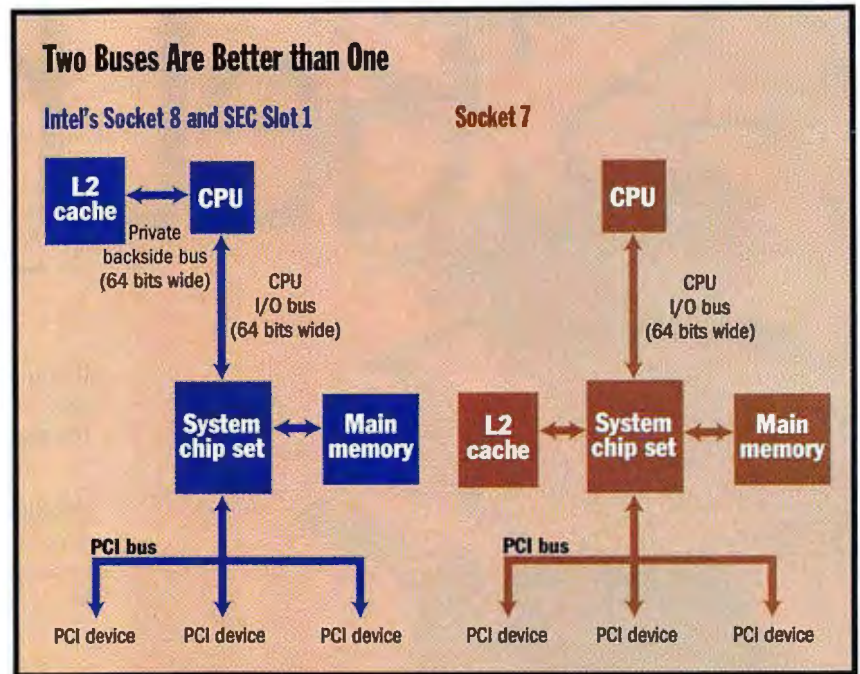 Two Buses Are Better than One
Intel's Socket 8 and SEC Slot 1
L2
cache
CPU
Private
backside bus
(64 bits wide)
CPU
I/O bus
(64 bits wide)
System
chip set
Main
memory
PCI bus
PCI device
PCI device
PCI device
Socket 7
CPU
CPU
I/O bus
(64 bits wide)
L2
cache
System
chip set
Main
memory
PCI bus
PCI device
PCI device
PCI device